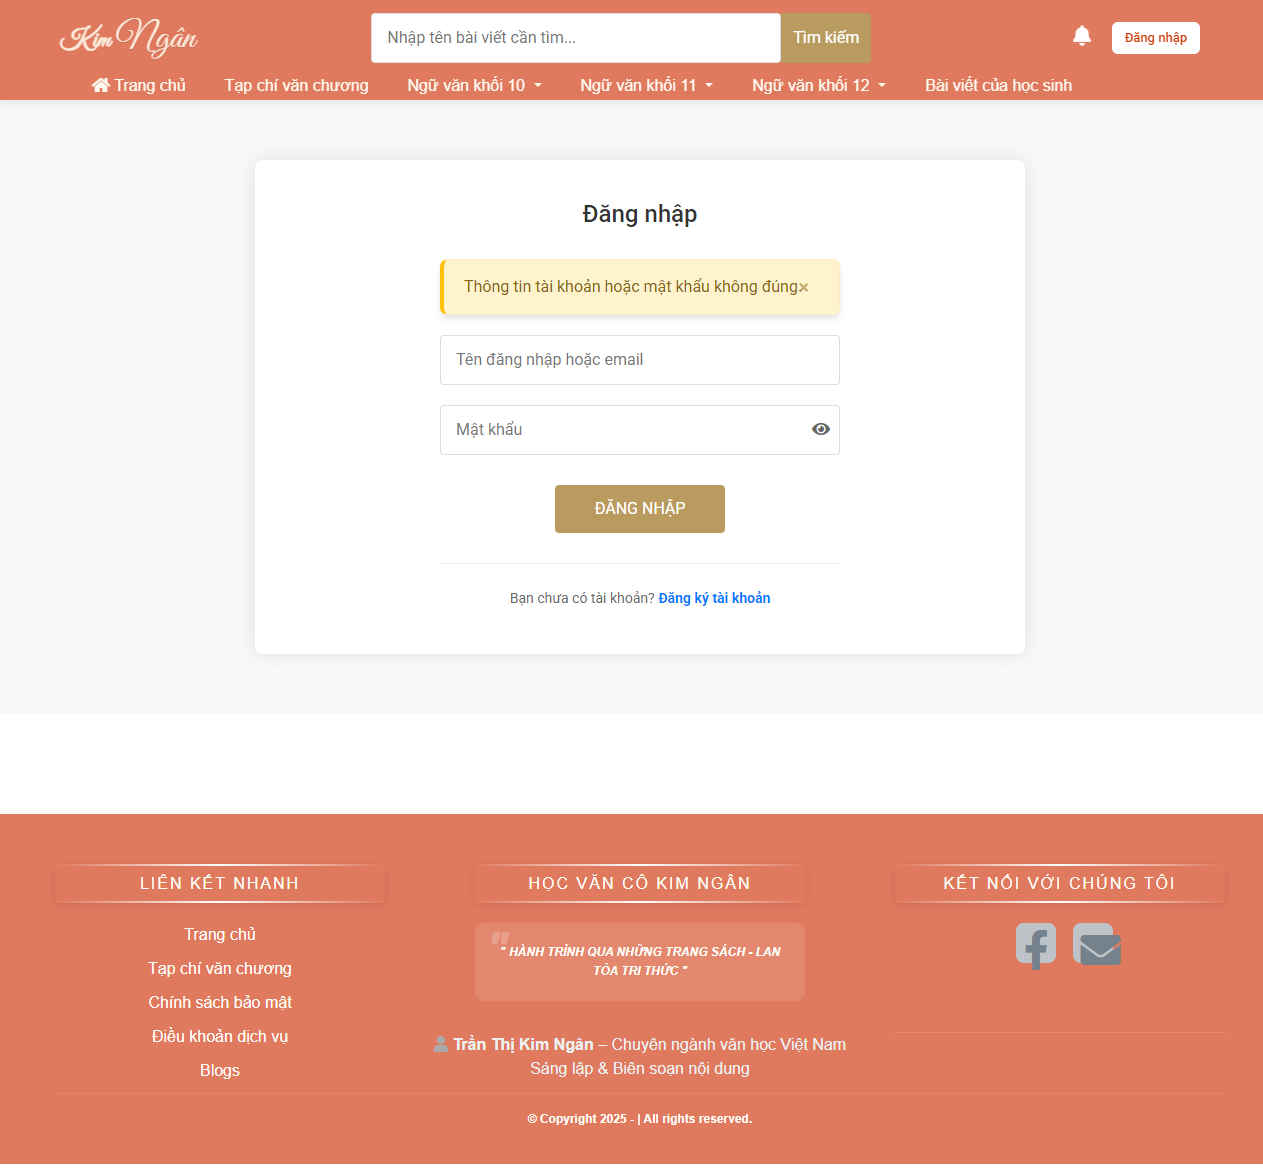 Kim Ngân
Nhập tên bài viết cần tìm...
Tìm kiếm
Đăng nhập
Trang chủ
Tạp chí văn chương
Ngữ văn khối 10
Ngữ văn khối 11
Ngữ văn khối 12
Bài viết của học sinh
Đăng nhập
Thông tin tài khoản hoặc mật khẩu không đúng×
Tên đăng nhập hoặc email
Mật khẩu
ĐĂNG NHẬP
Bạn chưa có tài khoản? Đăng ký tài khoản
LIÊN KẾT NHANH
Trang chủ
Tạp chí văn chương
Chính sách bảo mật
Điều khoản dịch vụ
Blogs
HỌC VĂN CÔ KIM NGÂN
" HÀNH TRÌNH QUA NHỮNG TRANG SÁCH - LAN
TỎA TRI THỨC "
Trần Thị Kim Ngân – Chuyên ngành văn học Việt Nam
Sáng lập & Biên soạn nội dung
KẾT NỐI VỚI CHÚNG TÔI
© Copyright 2025 - | All rights reserved.